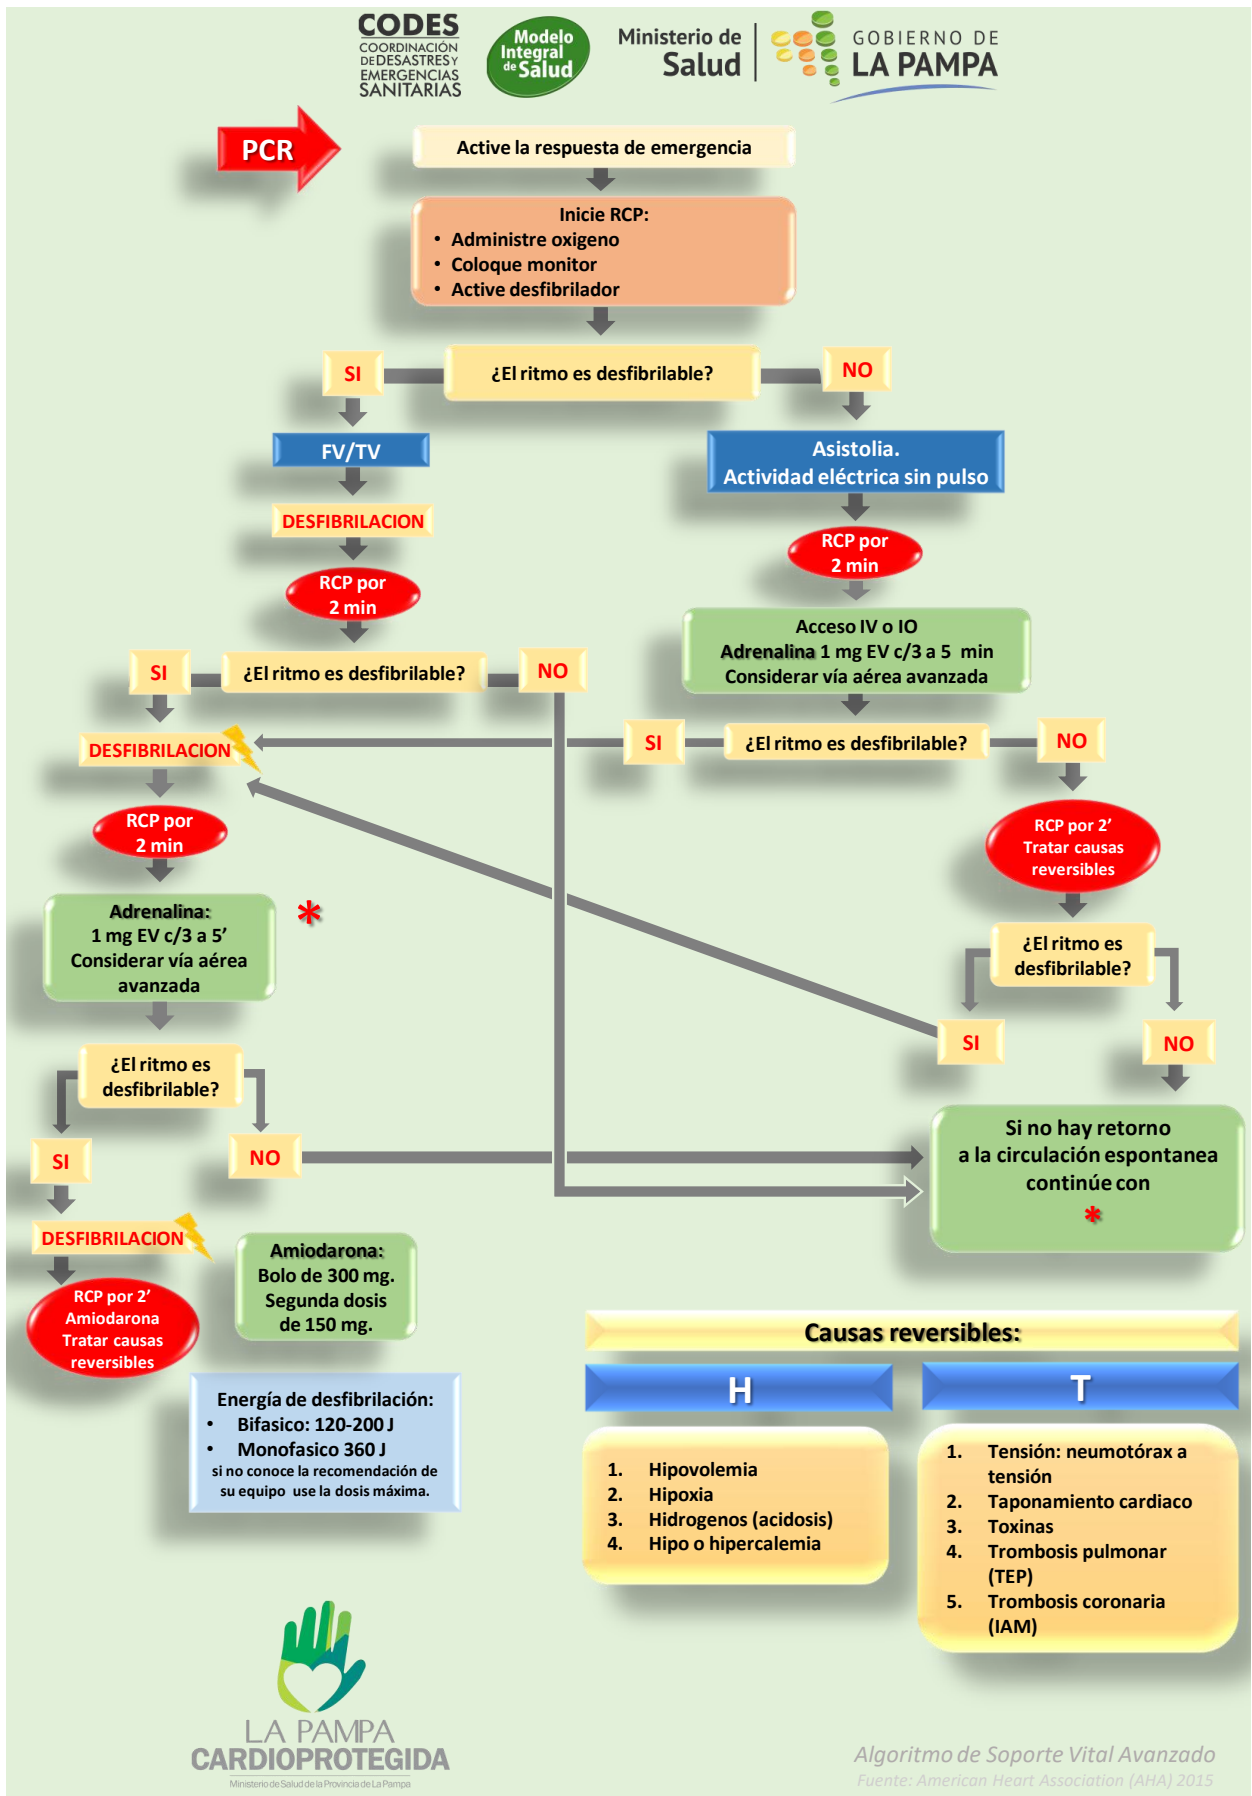 CODES
COORDINACIÓN
DE DESASTRES Y
EMERGENCIAS
SANITARIAS
Modelo
Integral
de Salud
Ministerio de
Salud
GOBIERNO DE
LA PAMPA
PCR
Active la respuesta de emergencia
Inicie RCP:
• Administre oxigeno
• Coloque monitor
• Active desfibrilador
SI
¿El ritmo es desfibrilable?
NO
FV/TV
Asistolia.
Actividad eléctrica sin pulso
DESFIBRILACION
RCP por
2 min
RCP por
2 min
Acceso IV o IO
Adrenalina 1 mg EV c/3 a 5 min
Considerar vía aérea avanzada
SI
¿El ritmo es desfibrilable?
NO
DESFIBRILACION
SI
¿El ritmo es desfibrilable?
NO
RCP por
2 min
RCP por 2’
Tratar causas
reversibles
Adrenalina:
1 mg EV c/3 a 5’
Considerar vía aérea
avanzada
*
¿El ritmo es
desfibrilable?
SI
NO
¿El ritmo es
desfibrilable?
SI
NO
Si no hay retorno
a la circulación espontanea
continúe con
*
DESFIBRILACION
RCP por 2’
Amiodarona
Tratar causas
reversibles
Amiodarona:
Bolo de 300 mg.
Segunda dosis
de 150 mg.
Energía de desfibrilación:
• Bifasico: 120-200 J
• Monofasico 360 J
si no conoce la recomendación de
su equipo use la dosis máxima.
Causas reversibles:
H
1. Hipovolemia
2. Hipoxia
3. Hidrogenos (acidosis)
4. Hipo o hipercalemia
T
1. Tensión: neumotórax a
tensión
2. Taponamiento cardiaco
3. Toxinas
4. Trombosis pulmonar
(TEP)
5. Trombosis coronaria
(IAM)
LA PAMPA
CARDIOPROTEGIDA
Ministerio de Salud de la Provincia de La Pampa
Algoritmo de Soporte Vital Avanzado
Fuente: American Heart Association (AHA) 2015